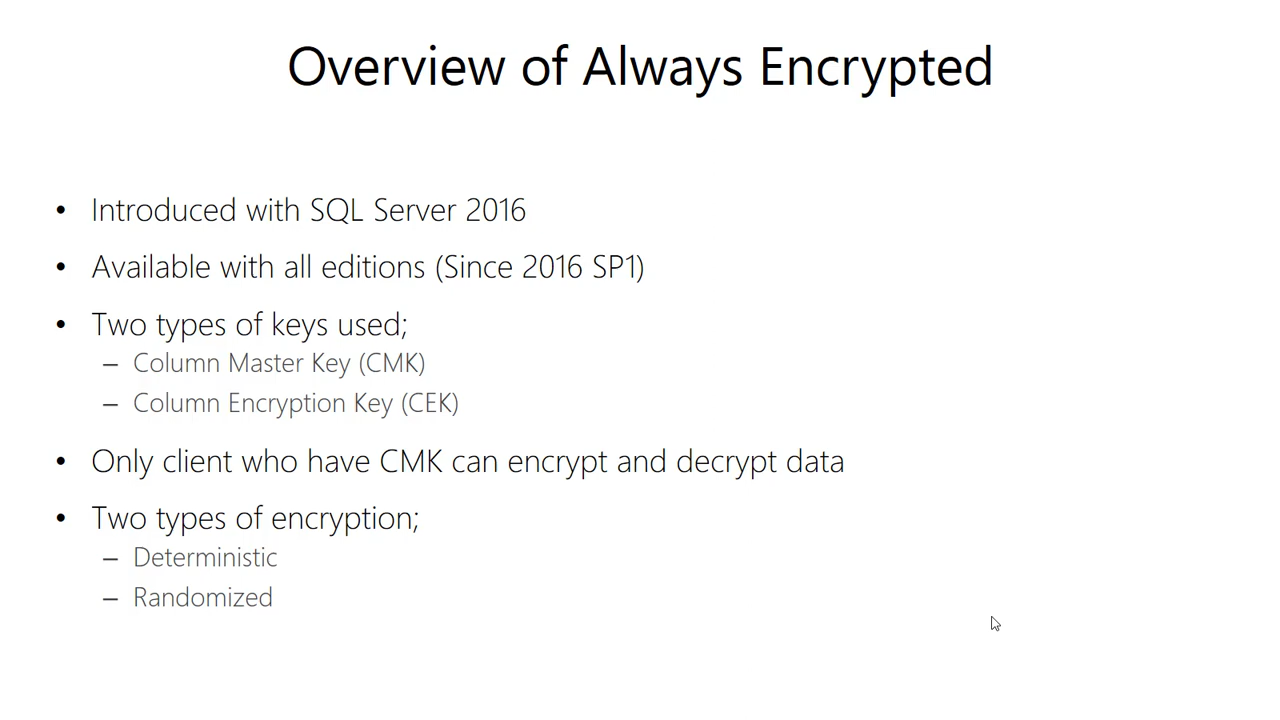 Overview of Always Encrypted
• Introduced with SQL Server 2016
• Available with all editions (Since 2016 SP1)
• Two types of keys used;
– Column Master Key (CMK)
– Column Encryption Key (CEK)
• Only client who have CMK can encrypt and decrypt data
• Two types of encryption;
– Deterministic
– Randomized